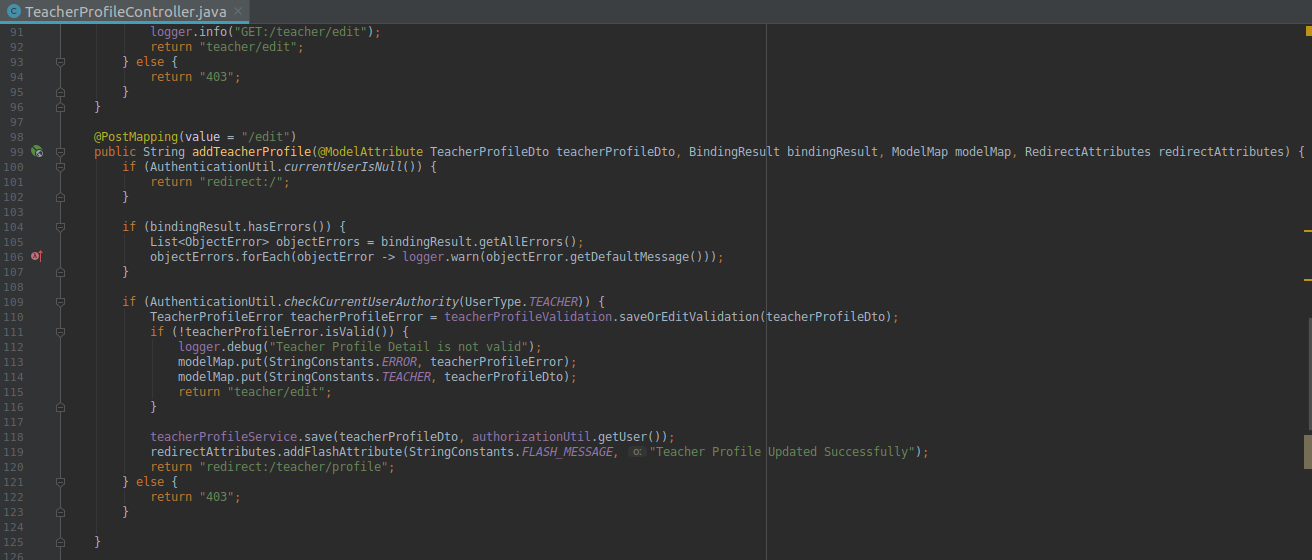 TeacherProfileController.java
91 logger.info("GET:/teacher/edit");
92 return "teacher/edit";
93 } else {
94 return "403";
95 }
96 }
97
98 @PostMapping(value = "/edit")
99 public String addTeacherProfile(@ModelAttribute TeacherProfileDto teacherProfileDto, BindingResult bindingResult, ModelMap modelMap, RedirectAttributes redirectAttributes) {
100 if (AuthenticationUtil.currentUserIsNull()) {
101 return "redirect:/";
102 }
103
104 if (bindingResult.hasErrors()) {
105 List<ObjectError> objectErrors = bindingResult.getAllErrors();
106 objectErrors.forEach(objectError -> logger.warn(objectError.getDefaultMessage()));
107 }
108
109 if (AuthenticationUtil.checkCurrentUserAuthority(UserType.TEACHER)) {
110 TeacherProfileError teacherProfileError = teacherProfileValidation.saveOrEditValidation(teacherProfileDto);
111 if (!teacherProfileError.isValid()) {
112 logger.debug("Teacher Profile Detail is not valid");
113 modelMap.put(StringConstants.ERROR, teacherProfileError);
114 modelMap.put(StringConstants.TEACHER, teacherProfileDto);
115 return "teacher/edit";
116 }
117
118 teacherProfileService.save(teacherProfileDto, authorizationUtil.getUser());
119 redirectAttributes.addFlashAttribute(StringConstants.FLASH_MESSAGE, o: "Teacher Profile Updated Successfully");
120 return "redirect:/teacher/profile";
121 } else {
122 return "403";
123 }
124
125 }
126